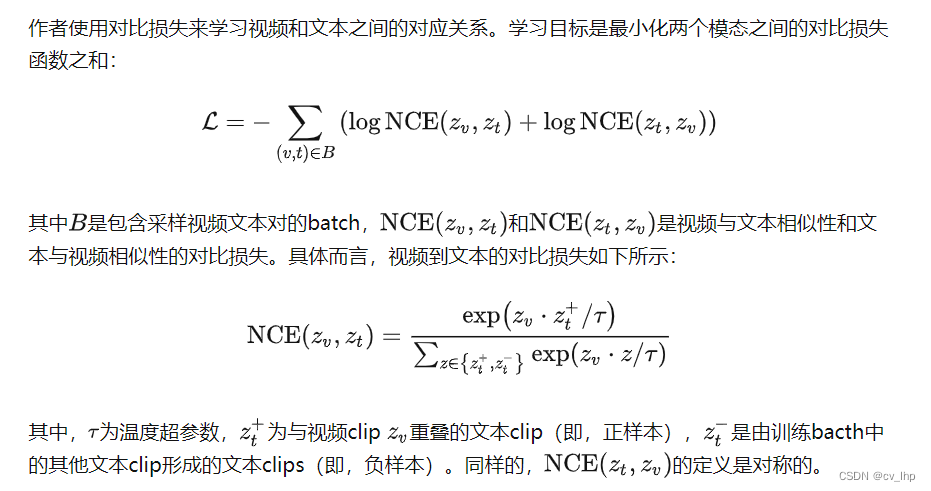 作者使用对比损失来学习视频和文本之间的对应关系。学习目标是最小化两个模态之间的对比损失
函数之和：
$\mathcal{L} = -\sum_{(v,t)\in B} (\log \mathrm{NCE}(z_v, z_t) + \log \mathrm{NCE}(z_t, z_v))$
其中$B$是包含采样视频文本对的batch，$\mathrm{NCE}(z_v, z_t)$和$\mathrm{NCE}(z_t, z_v)$是视频与文本相似性和文
本与视频相似性的对比损失。具体而言，视频到文本的对比损失如下所示：
$\mathrm{NCE}(z_v, z_t) = \frac{\exp(z_v \cdot z_t^+ / \tau)}{\sum_{z\in\{z_t^+, z_t^-\}} \exp(z_v \cdot z / \tau)}$
其中，$\tau$为温度超参数，$z_t^+$为与视频clip $z_v$重叠的文本clip（即，正样本），$z_t^-$是由训练bacth中
的其他文本clip形成的文本clips（即，负样本）。同样的，$\mathrm{NCE}(z_t, z_v)$的定义是对称的。
CSDN @cv_lhp